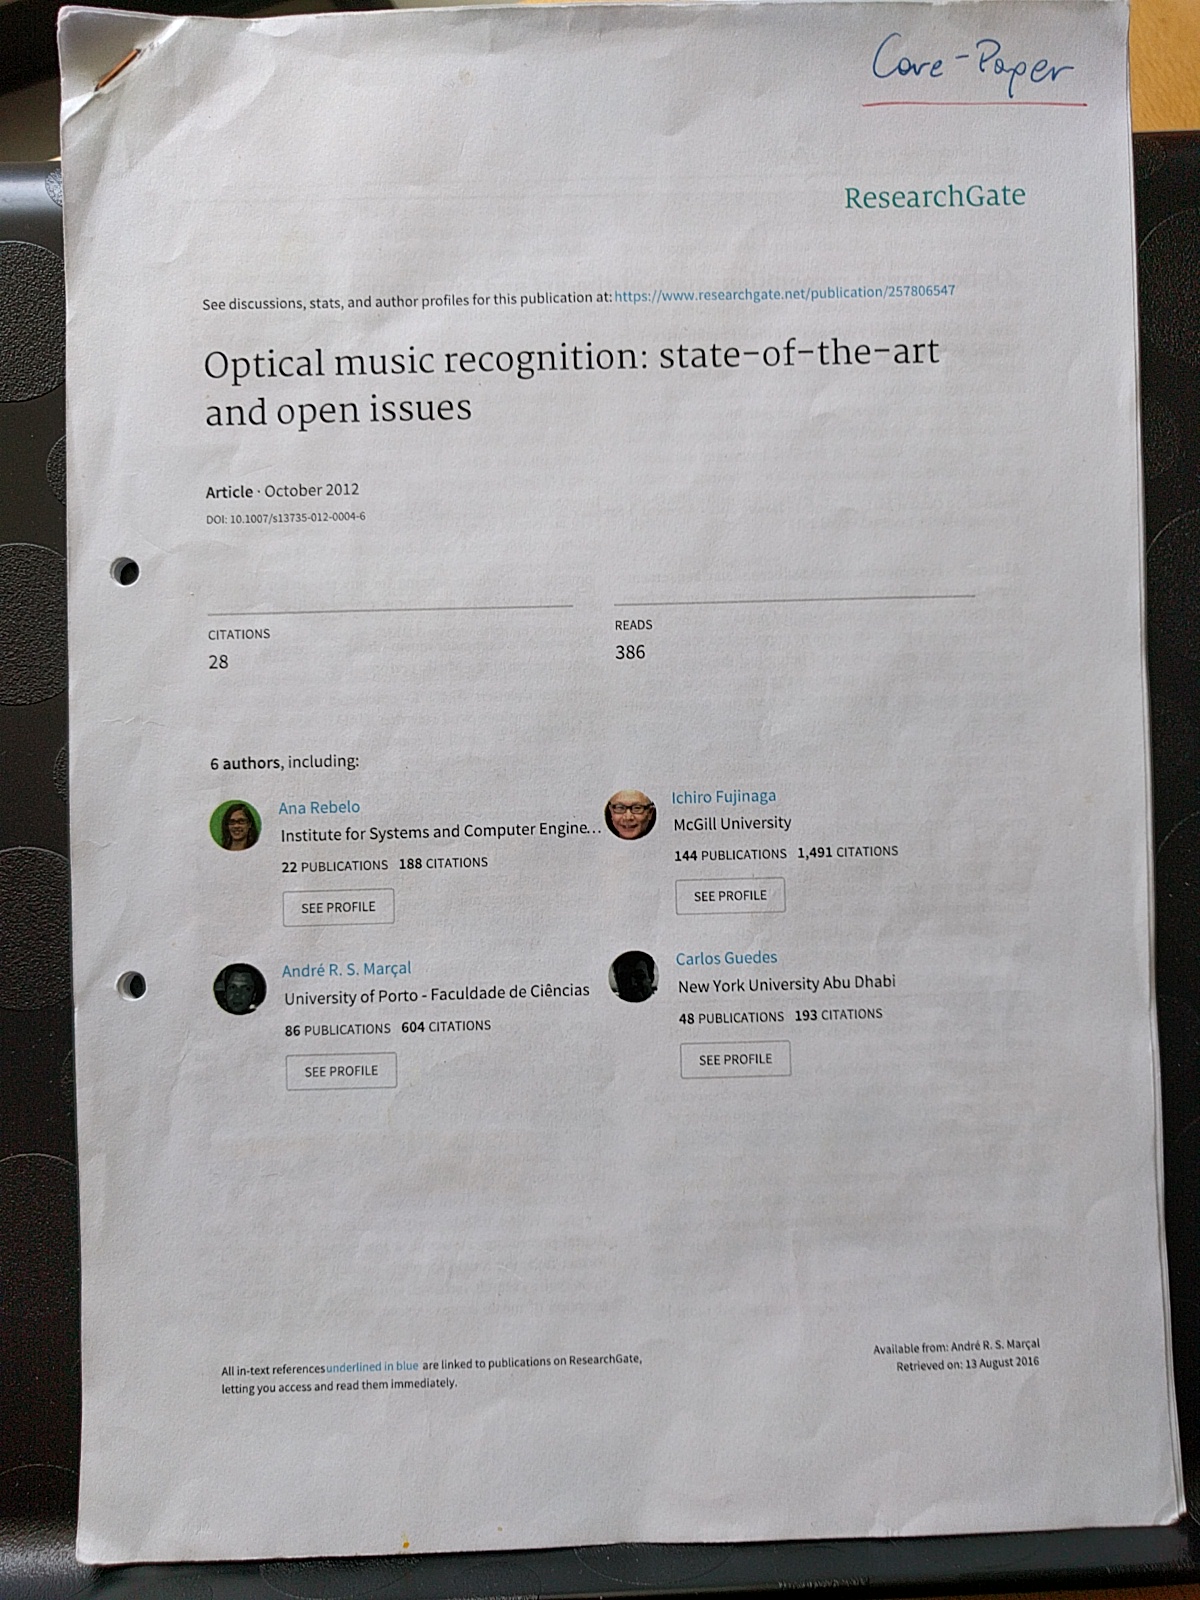 Core-Paper
ResearchGate
See discussions, stats, and author profiles for this publication at: https://www.researchgate.net/publication/257806547
Optical music recognition: state-of-the-art
and open issues
Article · October 2012
DOI: 10.1007/s13735-012-0004-6
CITATIONS
28
READS
386
6 authors, including:
Ana Rebelo
Institute for Systems and Computer Engine…
22 PUBLICATIONS 188 CITATIONS
SEE PROFILE
Ichiro Fujinaga
McGill University
144 PUBLICATIONS 1,491 CITATIONS
SEE PROFILE
André R. S. Marçal
University of Porto - Faculdade de Ciências
86 PUBLICATIONS 604 CITATIONS
SEE PROFILE
Carlos Guedes
New York University Abu Dhabi
48 PUBLICATIONS 193 CITATIONS
SEE PROFILE
All in-text references underlined in blue are linked to publications on ResearchGate,
letting you access and read them immediately.
Available from: André R. S. Marçal
Retrieved on: 13 August 2016